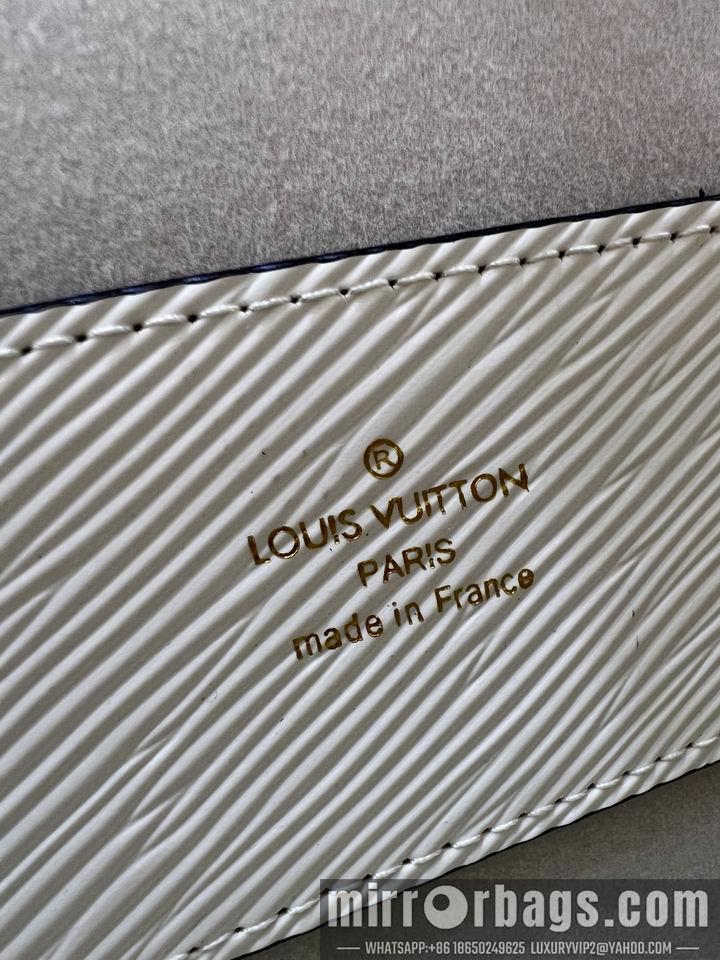 ®
LOUIS VUITTON
PARIS
made in France
mirrorbags.com
WHATSAPP:+86 18650249625 LUXURYVIP2@YAHOO.COM